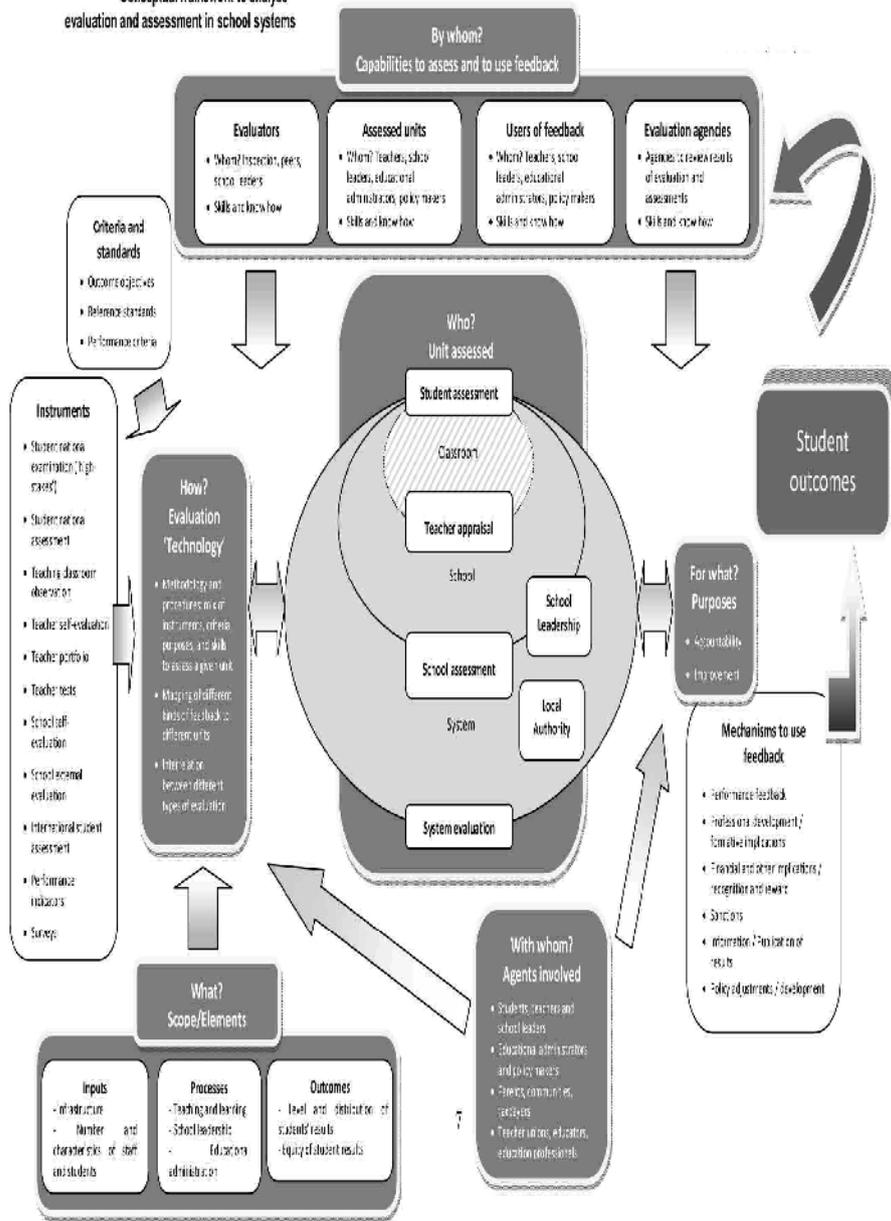 evaluation and assessment in school systems
By whom?
Capabilities to assess and to use feedback
Evaluators
• Whom? Inspection, peers,
school leaders
• Skills and know how
Assessed units
• Whom? Teachers, school
leaders, educational
administrators, policy makers
• Skills and know how
Users of feedback
• Whom? Teachers, school
leaders, educational
administrators, policy makers
• Skills and know how
Evaluation agencies
• Agencies to review results
of evaluation and
assessments
• Skills and know how
Criteria and
standards
• Outcome objectives
• Reference standards
• Performance criteria
Instruments
• Student national
examination ('high-
stakes')
• Student national
assessment
• Teaching classroom
observation
• Teacher self-evaluation
• Teacher portfolio
• Teacher tests
• School self-
evaluation
• School external
evaluation
• International student
assessment
• Performance
indicators
• Surveys
How?
Evaluation
'Technology'
• Methodology and
procedures: mix of
instruments, criteria
purposes, and skills
to assess a given unit
• Mapping of different
kinds of feedback to
different units
• Interrelation
between different
types of evaluation
Who?
Unit assessed
Student assessment
Classroom
Teacher appraisal
School
School
Leadership
School assessment
System
Local
Authority
System evaluation
For what?
Purposes
• Accountability
• Improvement
Student
outcomes
Mechanisms to use
feedback
• Performance feedback
• Professional development /
formative implications
• Financial and other implications /
recognition and reward
• Sanctions
• Information / Publication of
results
• Policy adjustments / development
With whom?
Agents involved
• Students, teachers and
school leaders
• Educational administrators
and policy makers
• Parents, communities,
taxpayers
• Teacher unions, educators,
education professionals
What?
Scope/Elements
Inputs
- Infrastructure
- Number and
characteristics of staff
and students
Processes
- Teaching and learning
- School leadership
- Educational
administration
Outcomes
- Level and distribution of
students' results
- Equity of student results
7